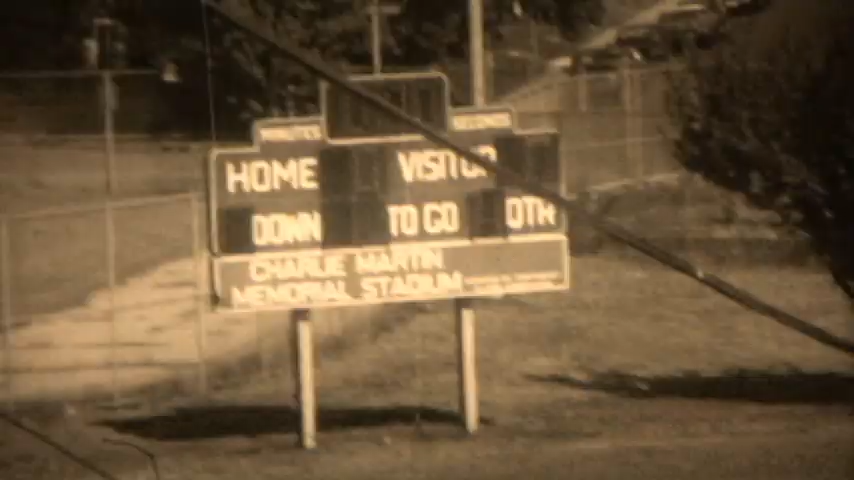 MINUTES SECONDS
HOME VISITOR
DOWN TO GO QTR
CHARLIE MARTIN
MEMORIAL STADIUM